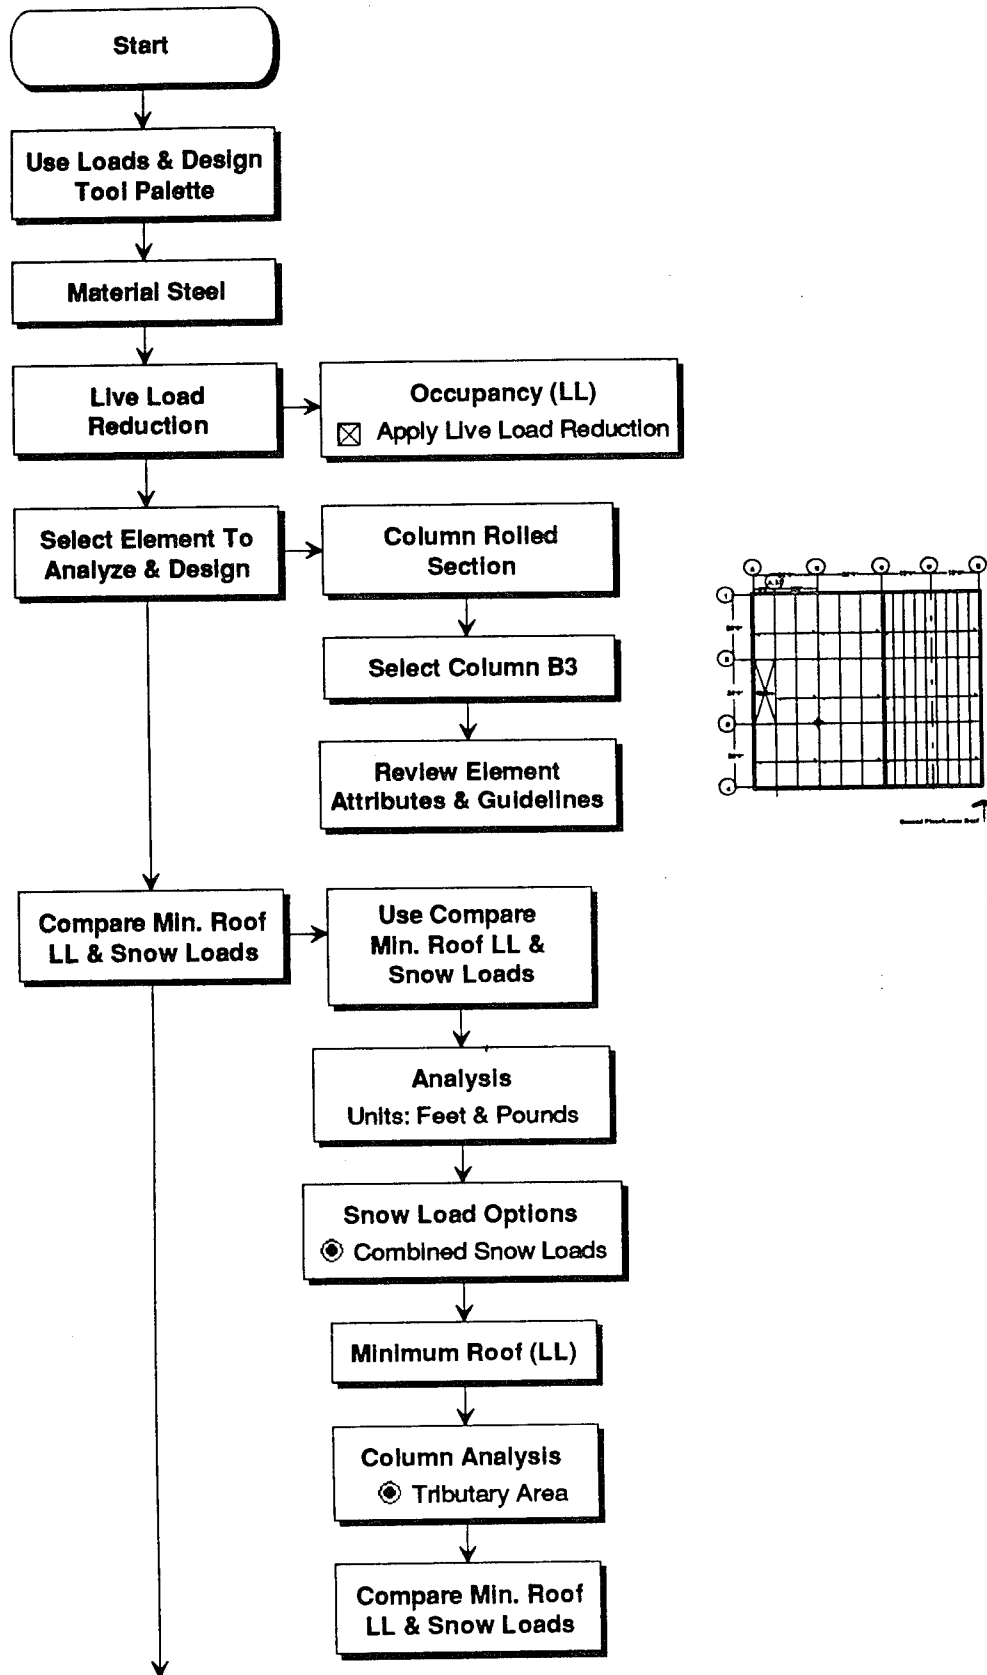 Start
Use Loads & Design
Tool Palette
Material Steel
Live Load
Reduction
Occupancy (LL)
Apply Live Load Reduction
Select Element To
Analyze & Design
Column Rolled
Section
Select Column B3
Review Element
Attributes & Guidelines
Compare Min. Roof
LL & Snow Loads
Use Compare
Min. Roof LL &
Snow Loads
Analysis
Units: Feet & Pounds
Snow Load Options
Combined Snow Loads
Minimum Roof (LL)
Column Analysis
Tributary Area
Compare Min. Roof
LL & Snow Loads